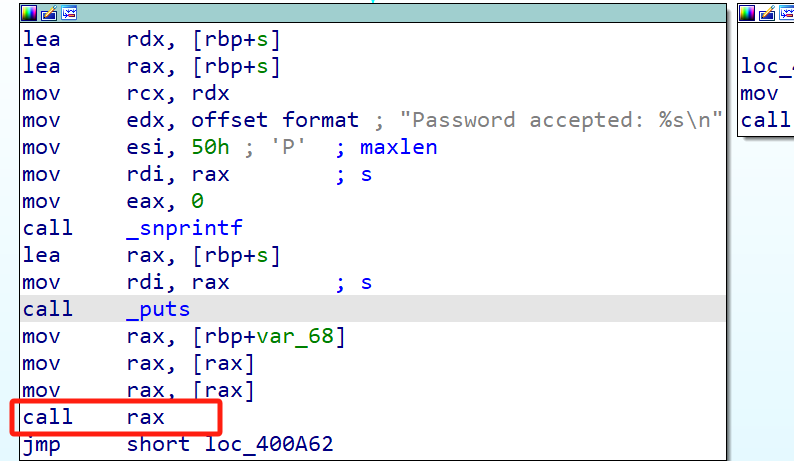 lea rdx, [rbp+s]
lea rax, [rbp+s]
mov rcx, rdx
mov edx, offset format ; "Password accepted: %s\n"
mov esi, 50h ; 'P' ; maxlen
mov rdi, rax ; s
mov eax, 0
call _snprintf
lea rax, [rbp+s]
mov rdi, rax ; s
call _puts
mov rax, [rbp+var_68]
mov rax, [rax]
mov rax, [rax]
call rax
jmp short loc_400A62
loc_
mov
call